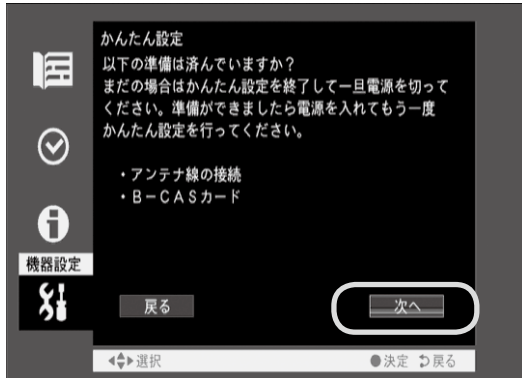 かんたん設定
以下の準備は済んでいますか？
まだの場合はかんたん設定を終了して一旦電源を切って
ください。準備ができましたら電源を入れてもう一度
かんたん設定を行ってください。
・アンテナ線の接続
・Ｂ－ＣＡＳカード
機器設定
戻る
次へ
選択
決定
戻る